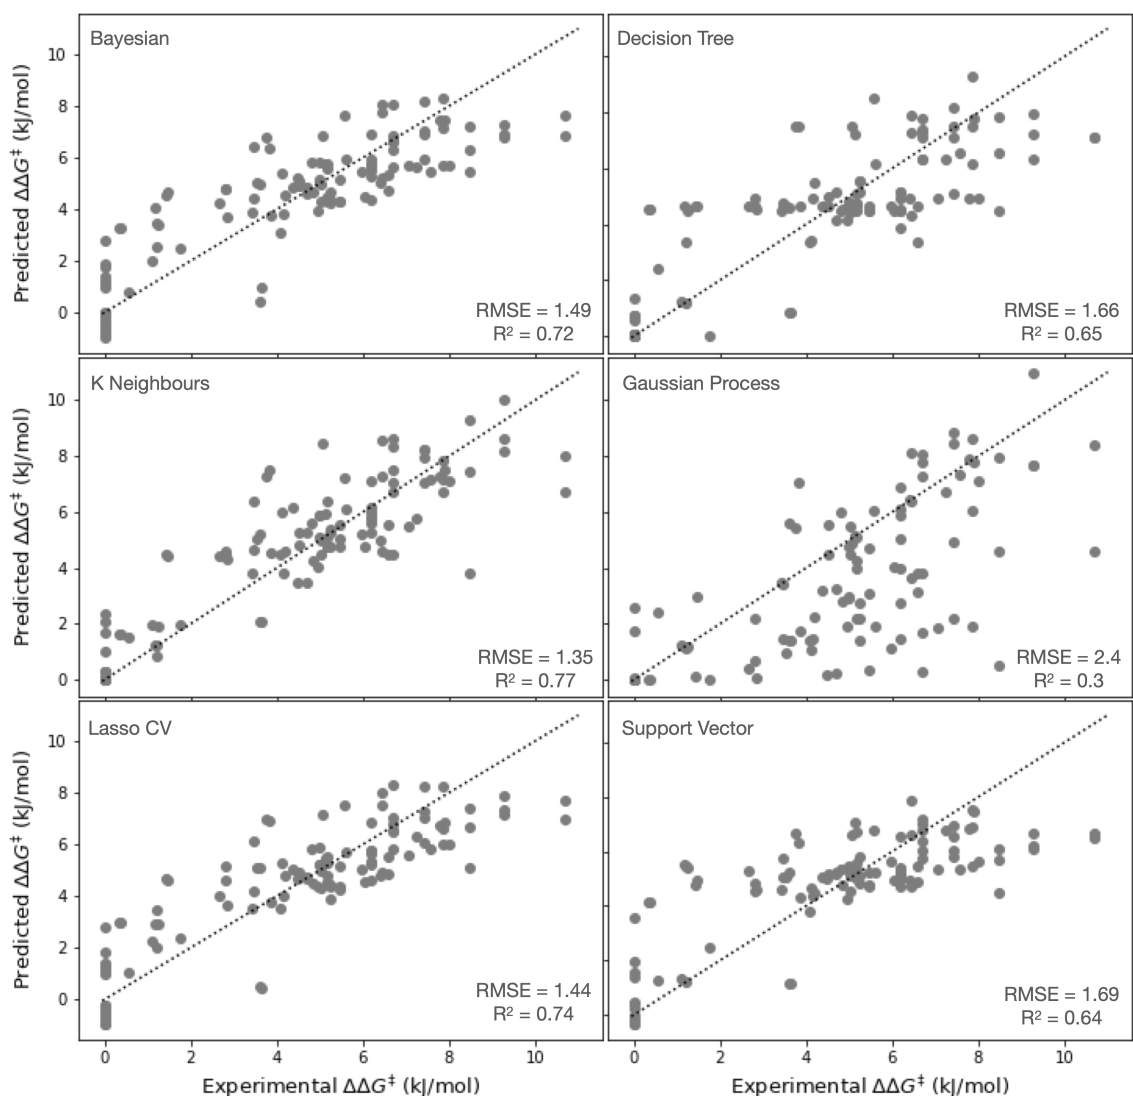 Bayesian
Decision Tree
10
8
6
4
2
0
Predicted ΔΔG‡ (kJ/mol)
RMSE = 1.49
R² = 0.72
RMSE = 1.66
R² = 0.65
K Neighbours
Gaussian Process
10
8
6
4
2
0
Predicted ΔΔG‡ (kJ/mol)
RMSE = 1.35
R² = 0.77
RMSE = 2.4
R² = 0.3
Lasso CV
Support Vector
10
8
6
4
2
0
Predicted ΔΔG‡ (kJ/mol)
RMSE = 1.44
R² = 0.74
RMSE = 1.69
R² = 0.64
0 2 4 6 8 10
0 2 4 6 8 10
Experimental ΔΔG‡ (kJ/mol)
Experimental ΔΔG‡ (kJ/mol)